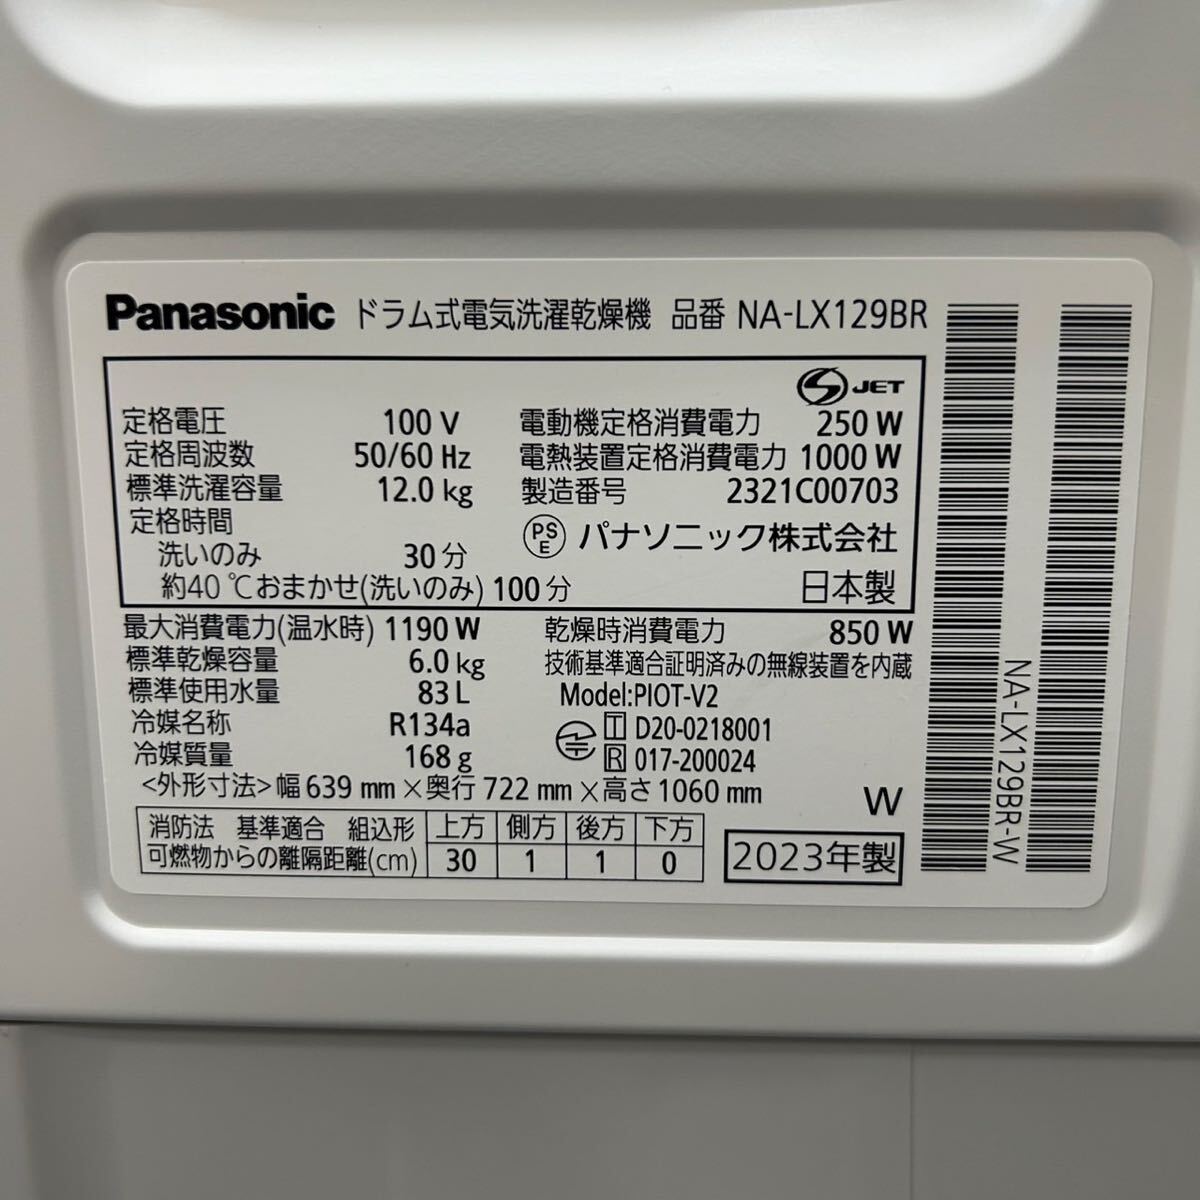 Panasonic ドラム式電気洗濯乾燥機 品番 NA-LX129BR
S JET
定格電圧 100 V
定格周波数 50/60 Hz
標準洗濯容量 12.0 kg
定格時間
洗いのみ 30 分
約40 ℃おまかせ(洗いのみ) 100 分
電動機定格消費電力 250 W
電熱装置定格消費電力 1000 W
製造番号 2321C00703
PS E パナソニック株式会社
日本製
最大消費電力(温水時) 1190 W
標準乾燥容量 6.0 kg
標準使用水量 83 L
冷媒名称 R134a
冷媒質量 168 g
乾燥時消費電力 850 W
技術基準適合証明済みの無線装置を内蔵
Model:PIOT-V2
T D20-0218001
R 017-200024
<外形寸法>幅 639 mm×奥行 722 mm×高さ 1060 mm
W
消防法 基準適合 組込形 上方 側方 後方 下方
可燃物からの離隔距離(cm) 30 1 1 0
2023年製
NA-LX129BR-W